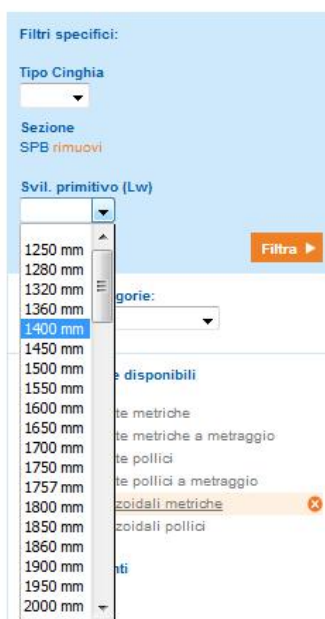 Filtri specifici:
Tipo Cinghia
Sezione
SPB rimuovi
Svil. primitivo (Lw)
Filtra
1250 mm
1280 mm
1320 mm
1360 mm
1400 mm
1450 mm
1500 mm
1550 mm
1600 mm
1650 mm
1700 mm
1750 mm
1757 mm
1800 mm
1850 mm
1860 mm
1900 mm
1950 mm
2000 mm
gorie:
e disponibili
te metriche
te metriche a metraggio
te pollici
te pollici a metraggio
zoidali metriche
zoidali pollici
nti